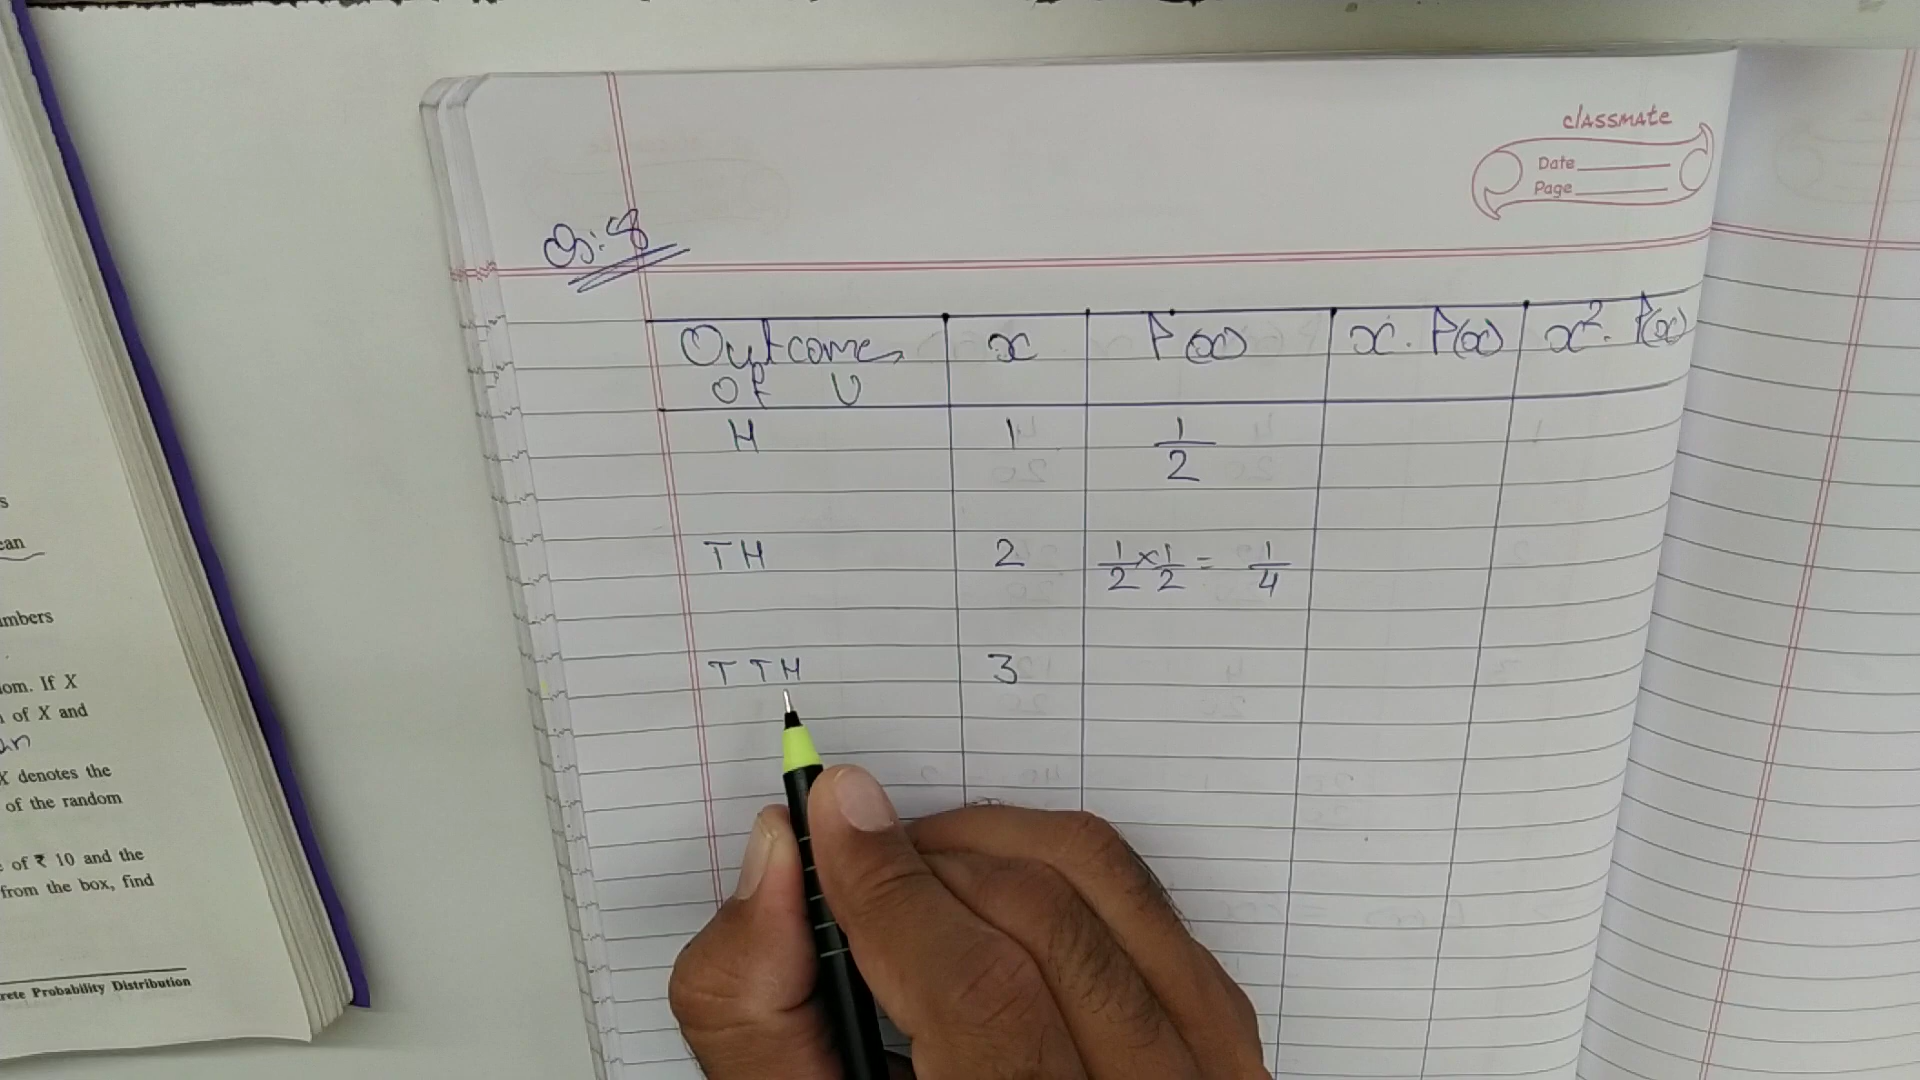 s
ean
umbers
om. If X
of X and
X denotes the
of the random
of ₹ 10 and the
from the box, find
rete Probability Distribution
classmate
Date
Page
Q:8
Outcomes x P(x) x. P(x) x². P(x)
of U
H 1 1/2
TH 2 1/2 × 1/2 = 1/4
TTH 3